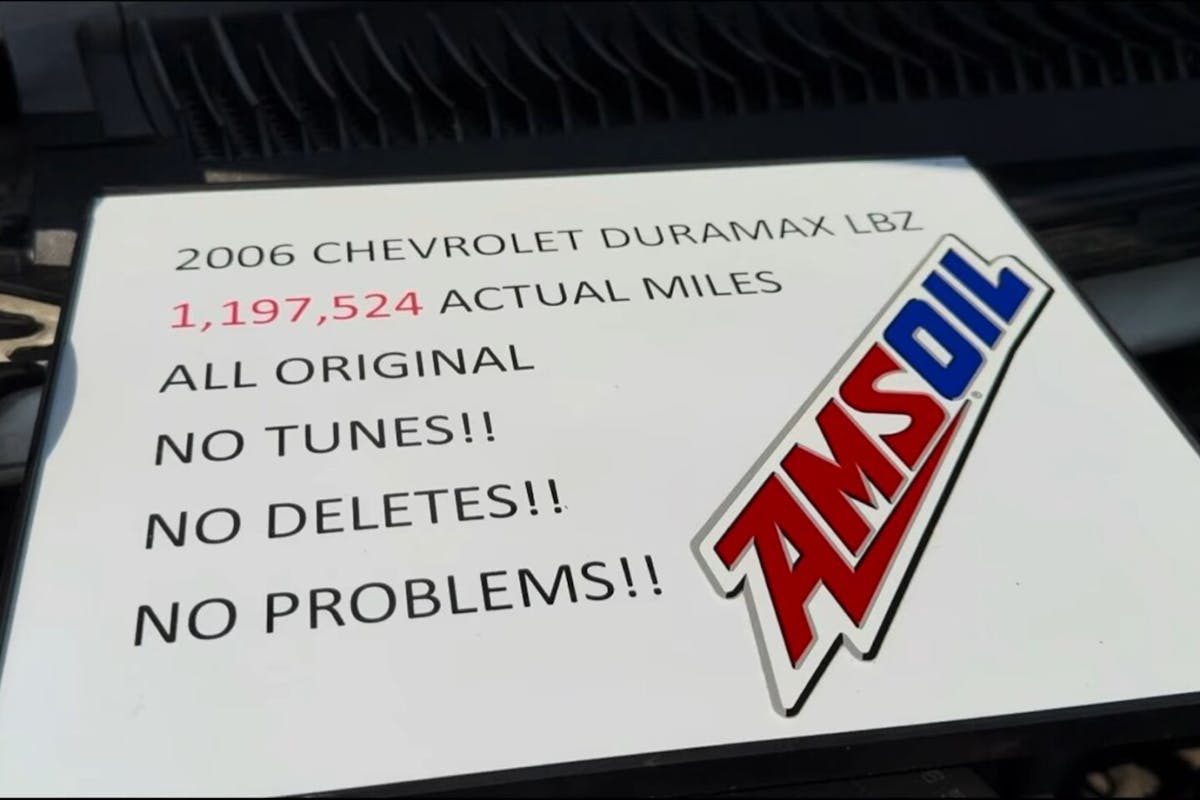 2006 CHEVROLET DURAMAX LBZ
1,197,524 ACTUAL MILES
ALL ORIGINAL
NO TUNES!!
NO DELETES!!
NO PROBLEMS!!
AMSOIL®